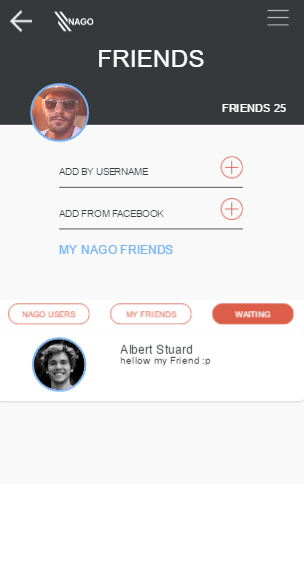 NAGO
FRIENDS
FRIENDS 25
ADD BY USERNAME
ADD FROM FACEBOOK
MY NAGO FRIENDS
NAGO USERS
MY FRIENDS
WAITING
Albert Stuard
hellow my Friend :p